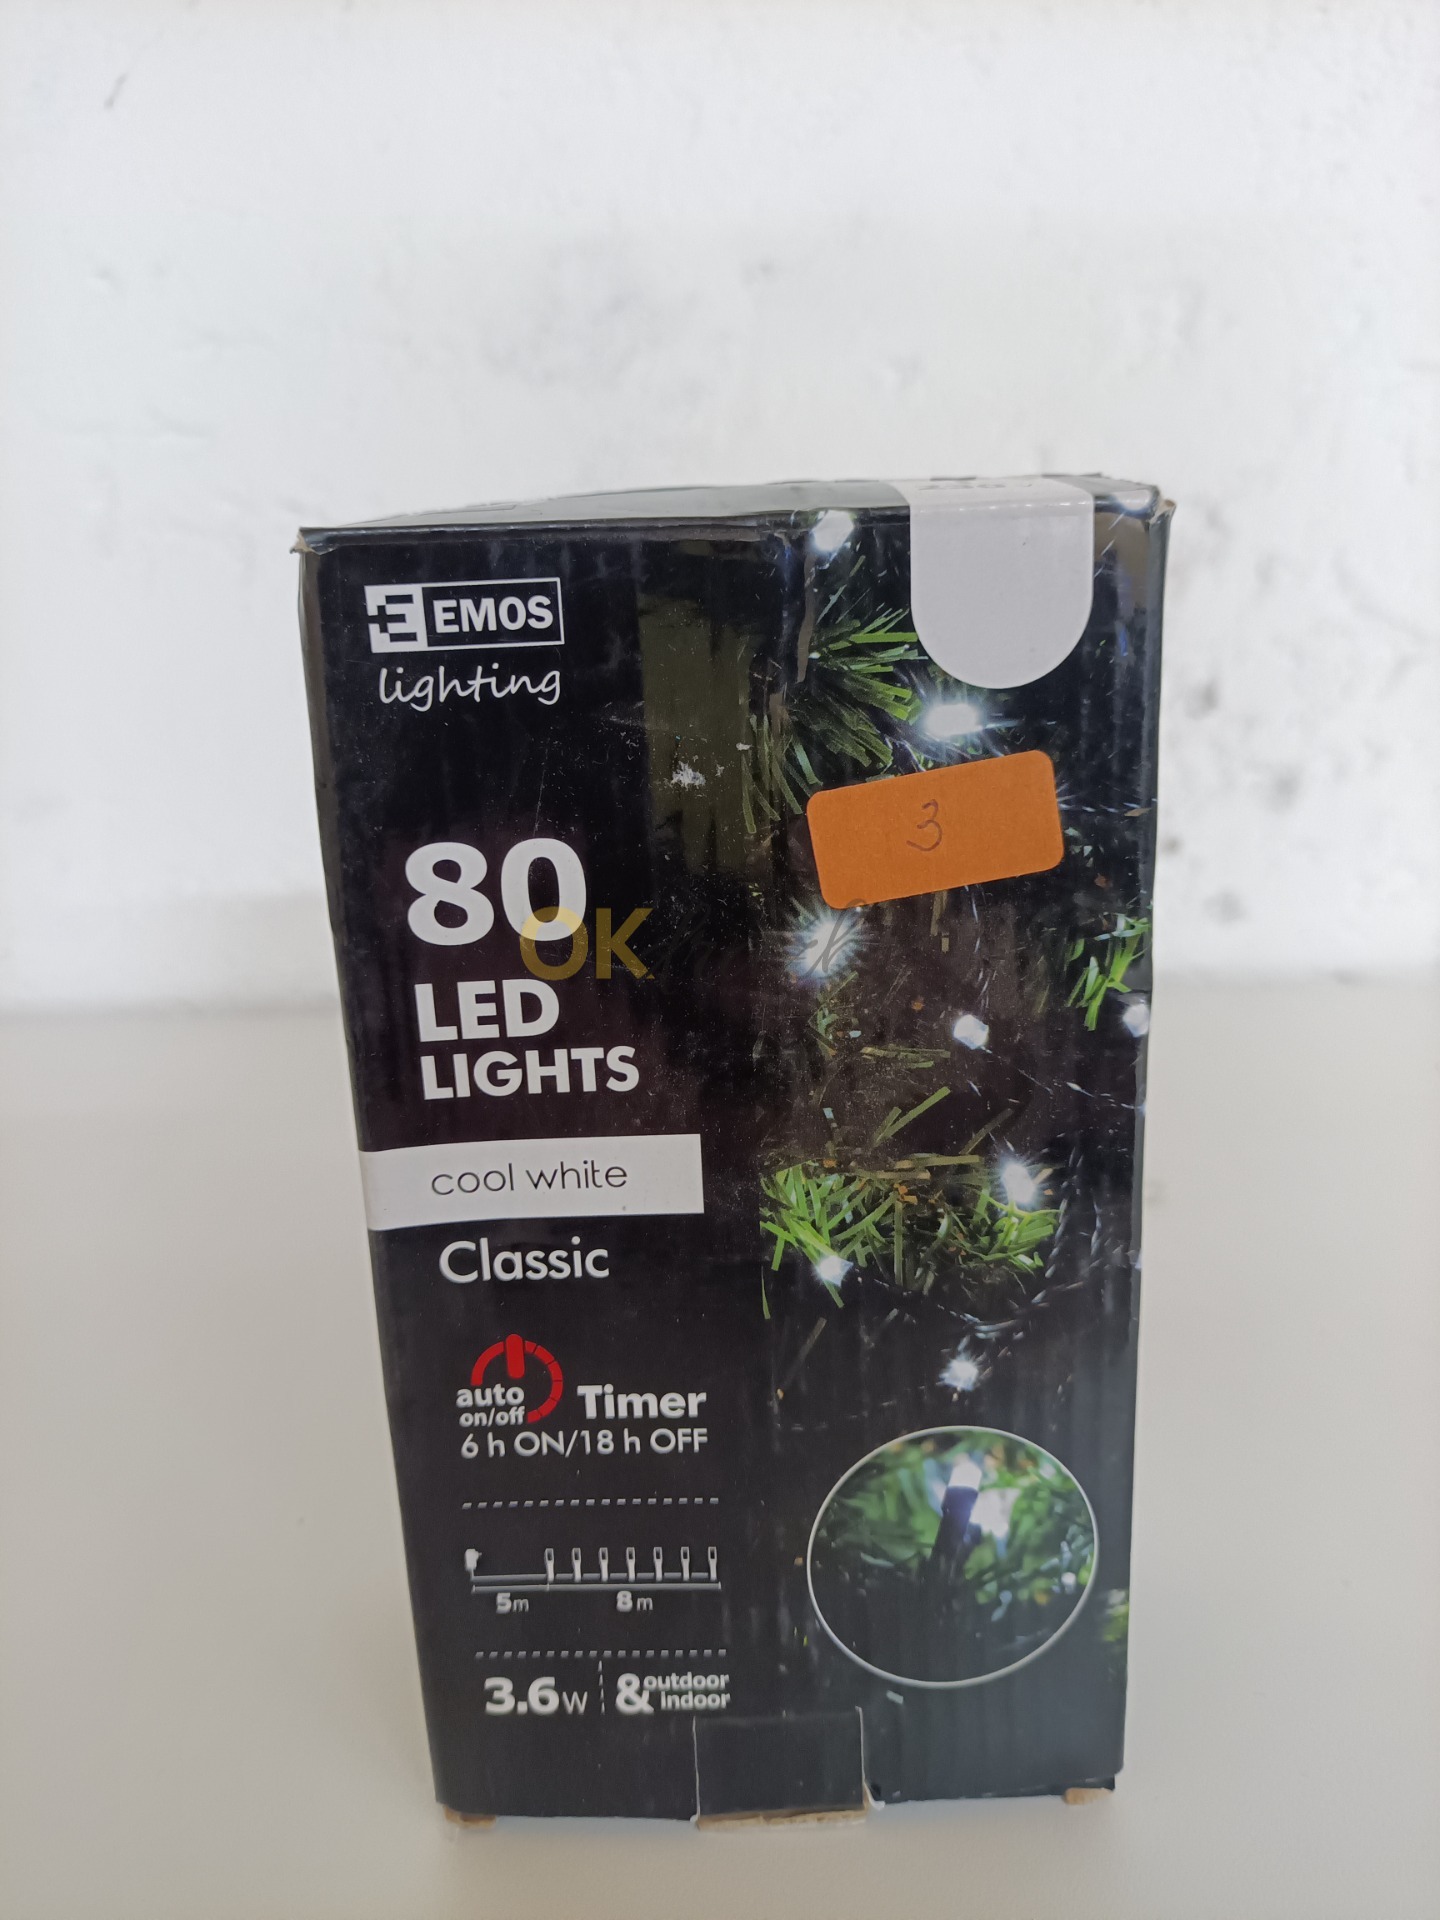 EMOS
lighting
3
80
OK
LED
LIGHTS
cool white
Classic
auto
on/off
Timer
6 h ON/18 h OFF
5m
8m
3.6W
& outdoor
indoor